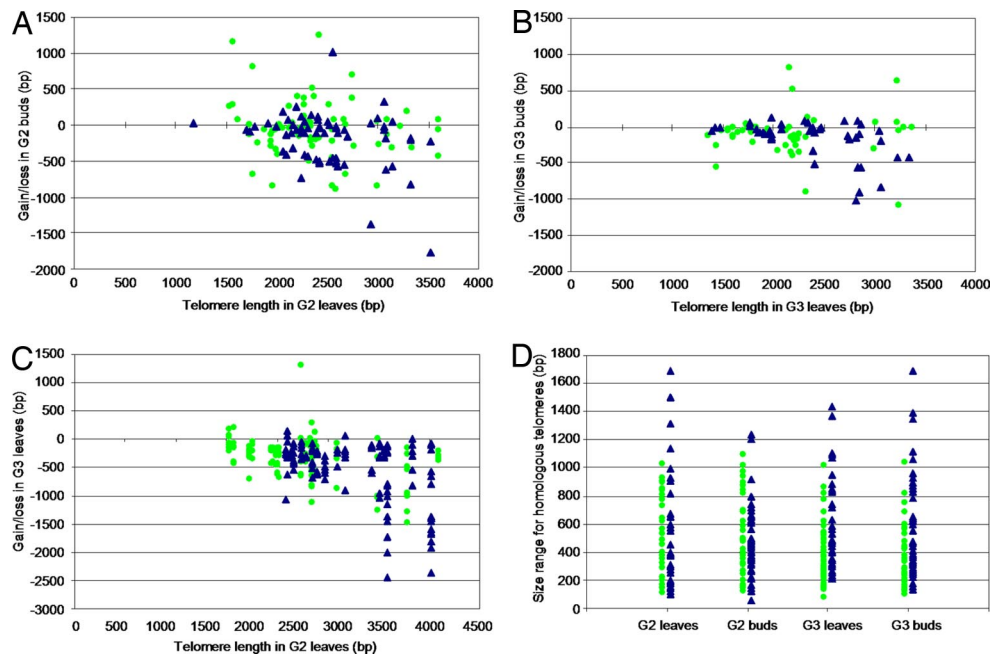 A
Gain/loss in G2 buds (bp)
1500
1000
500
0
-500
-1000
-1500
-2000
0 500 1000 1500 2000 2500 3000 3500 4000
Telomere length in G2 leaves (bp)
B
Gain/loss in G3 buds (bp)
1500
1000
500
0
-500
-1000
-1500
-2000
0 500 1000 1500 2000 2500 3000 3500 4000
Telomere length in G3 leaves (bp)
C
Gain/loss in G3 leaves (bp)
1500
1000
500
0
-500
-1000
-1500
-2000
-2500
-3000
0 500 1000 1500 2000 2500 3000 3500 4000 4500
Telomere length in G2 leaves (bp)
D
Size range for homologous telomeres (bp)
1800
1600
1400
1200
1000
800
600
400
200
0
G2 leaves G2 buds G3 leaves G3 buds